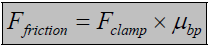 F_friction = F_clamp × μ_bp